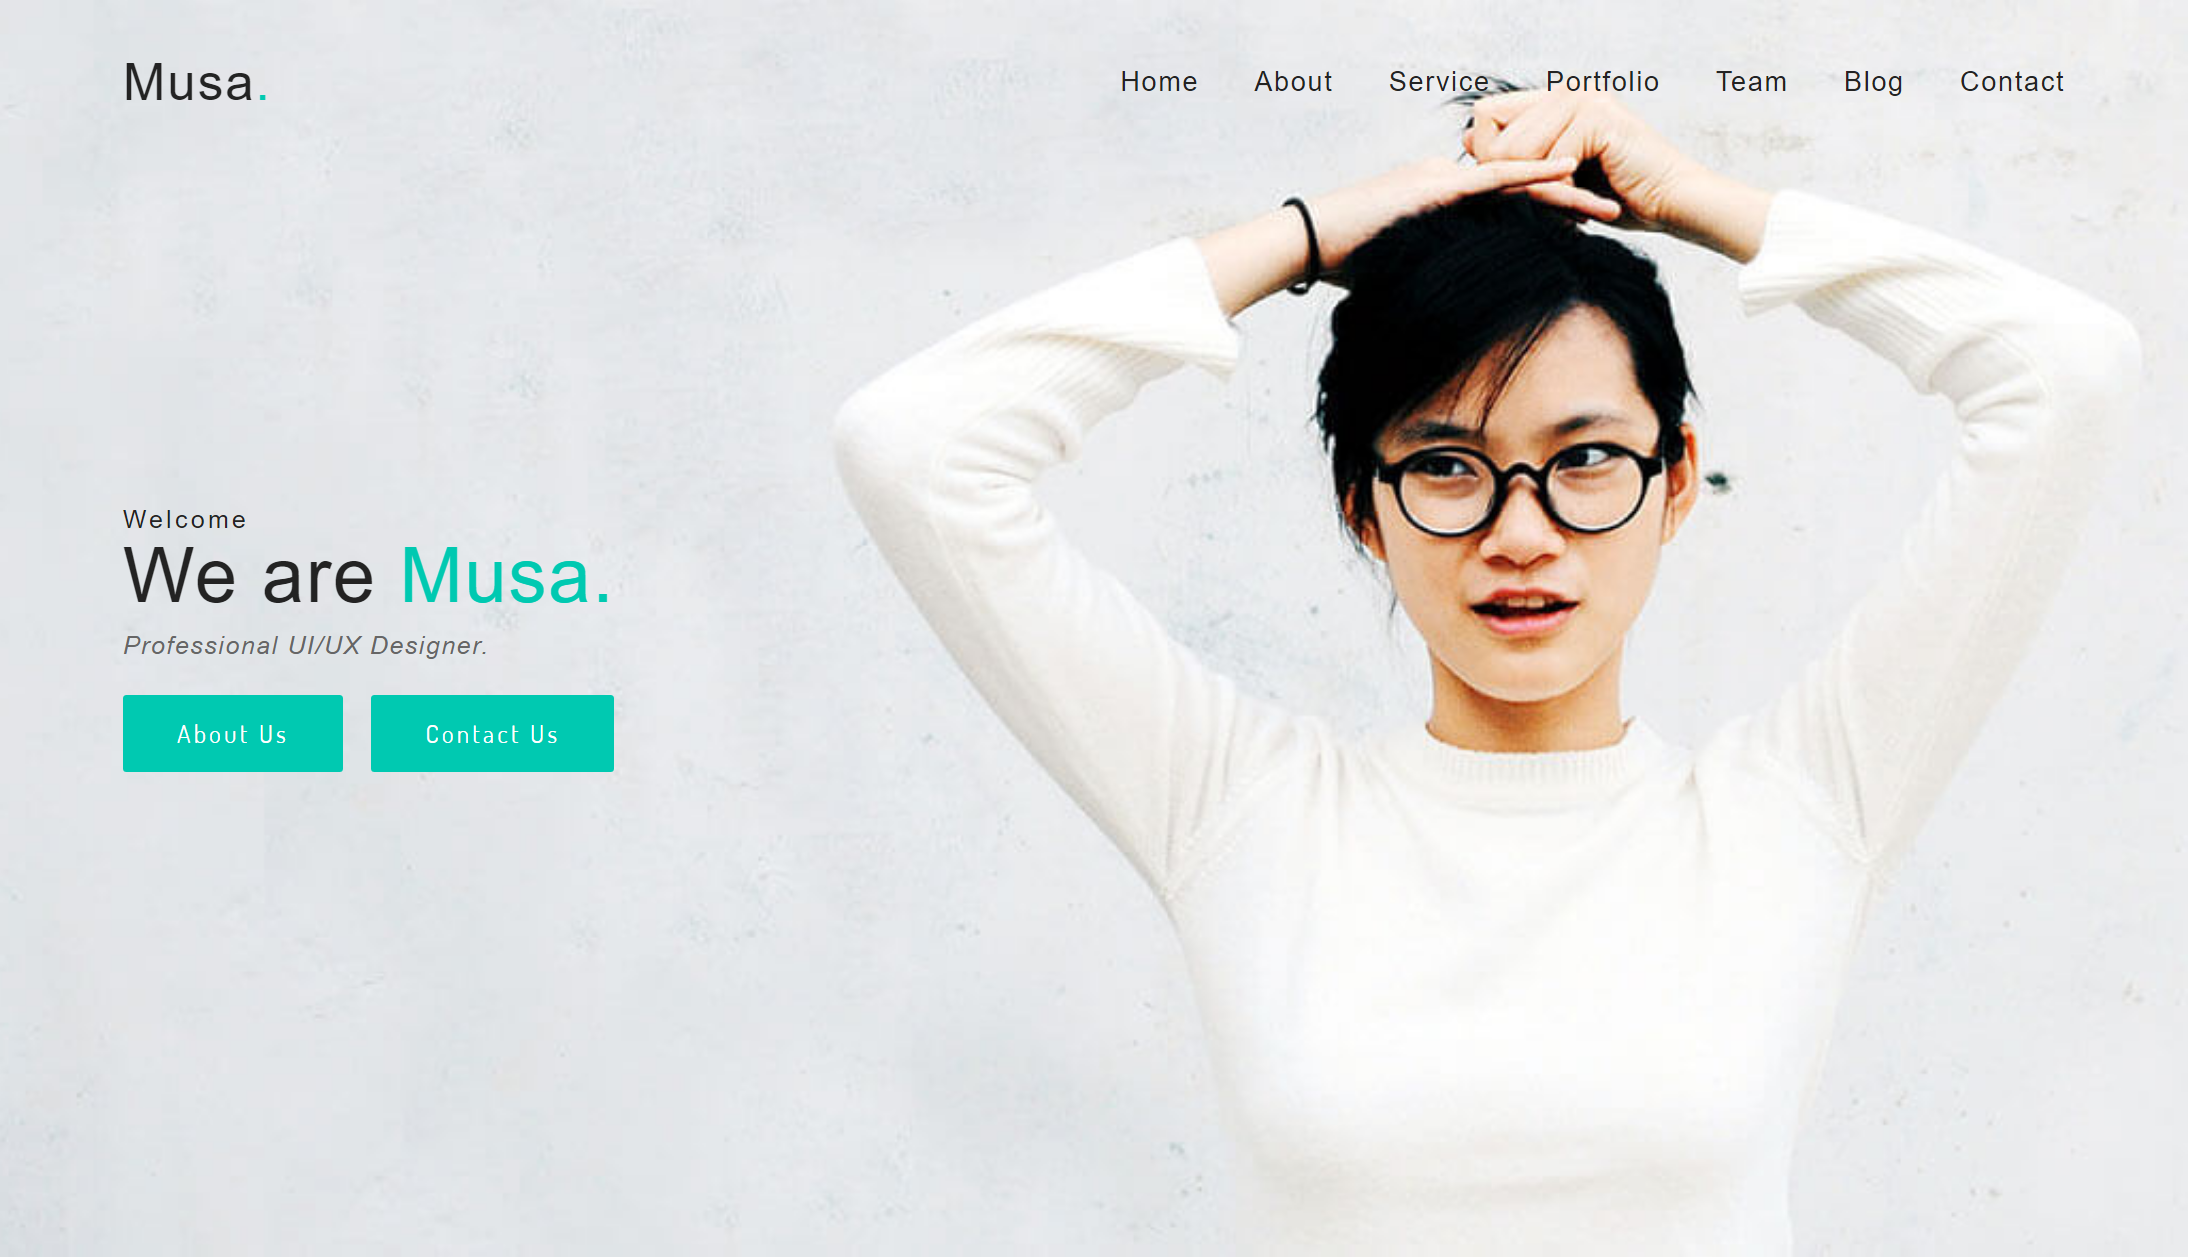 Musa.
Home About Service Portfolio Team Blog Contact
Welcome
We are Musa.
Professional UI/UX Designer.
About Us Contact Us